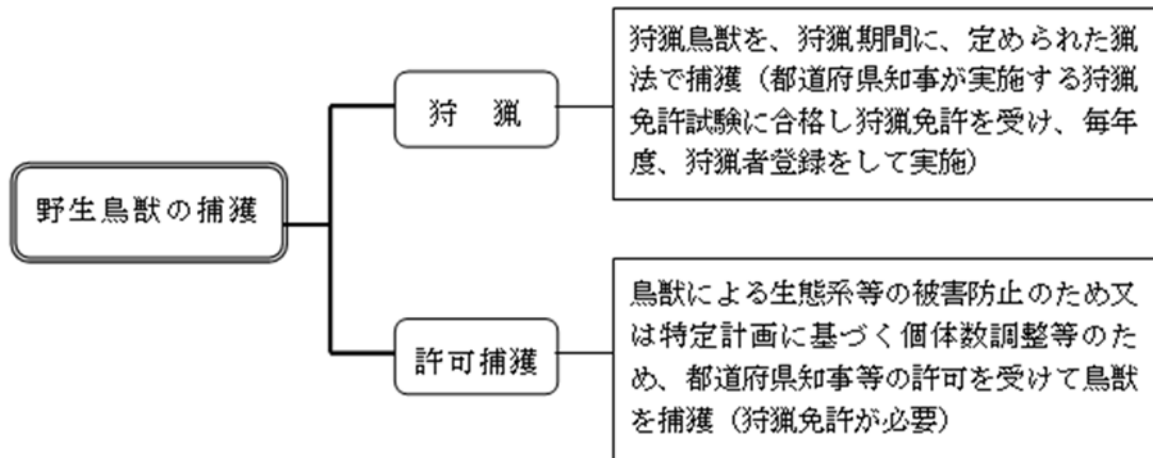 野生鳥獣の捕獲
狩 猟
狩猟鳥獣を、狩猟期間に、定められた猟
法で捕獲（都道府県知事が実施する狩猟
免許試験に合格し狩猟免許を受け、毎年
度、狩猟者登録をして実施）
許可捕獲
鳥獣による生態系等の被害防止のため又
は特定計画に基づく個体数調整等のた
め、都道府県知事等の許可を受けて鳥獣
を捕獲（狩猟免許が必要）